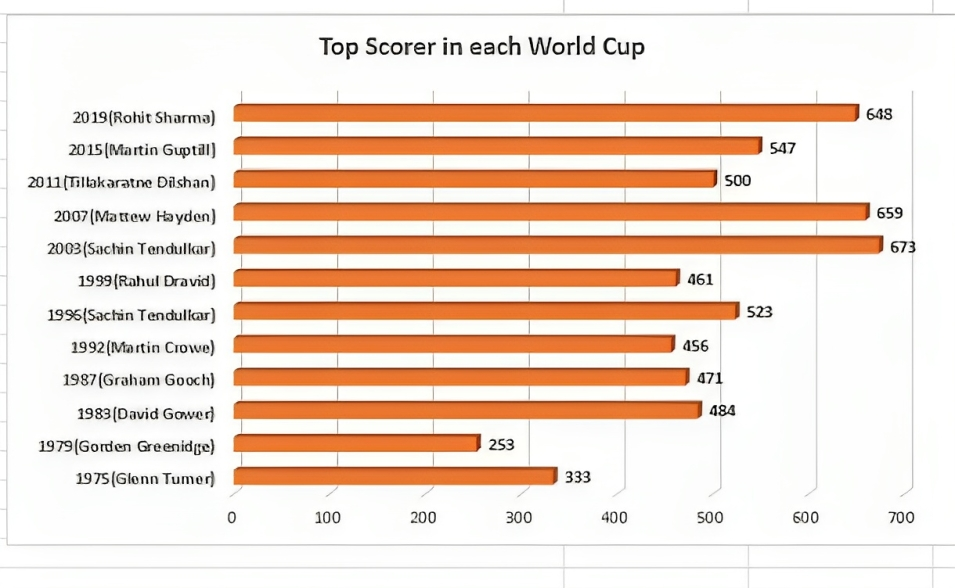 Top Scorer in each World Cup
2019(Rohit Sharma) 648
2015(Martin Guptill) 547
2011(Tillakaratne Dilshan) 500
2007(Mattew Hayden) 659
2003(Sachin Tendulkar) 673
1999(Rahul Dravid) 461
1996(Sachin Tendulkar) 523
1992(Martin Crowe) 456
1987(Graham Gooch) 471
1983(David Gower) 484
1979(Gorden Greenidge) 253
1975(Glenn Turner) 333
0 100 200 300 400 500 600 700